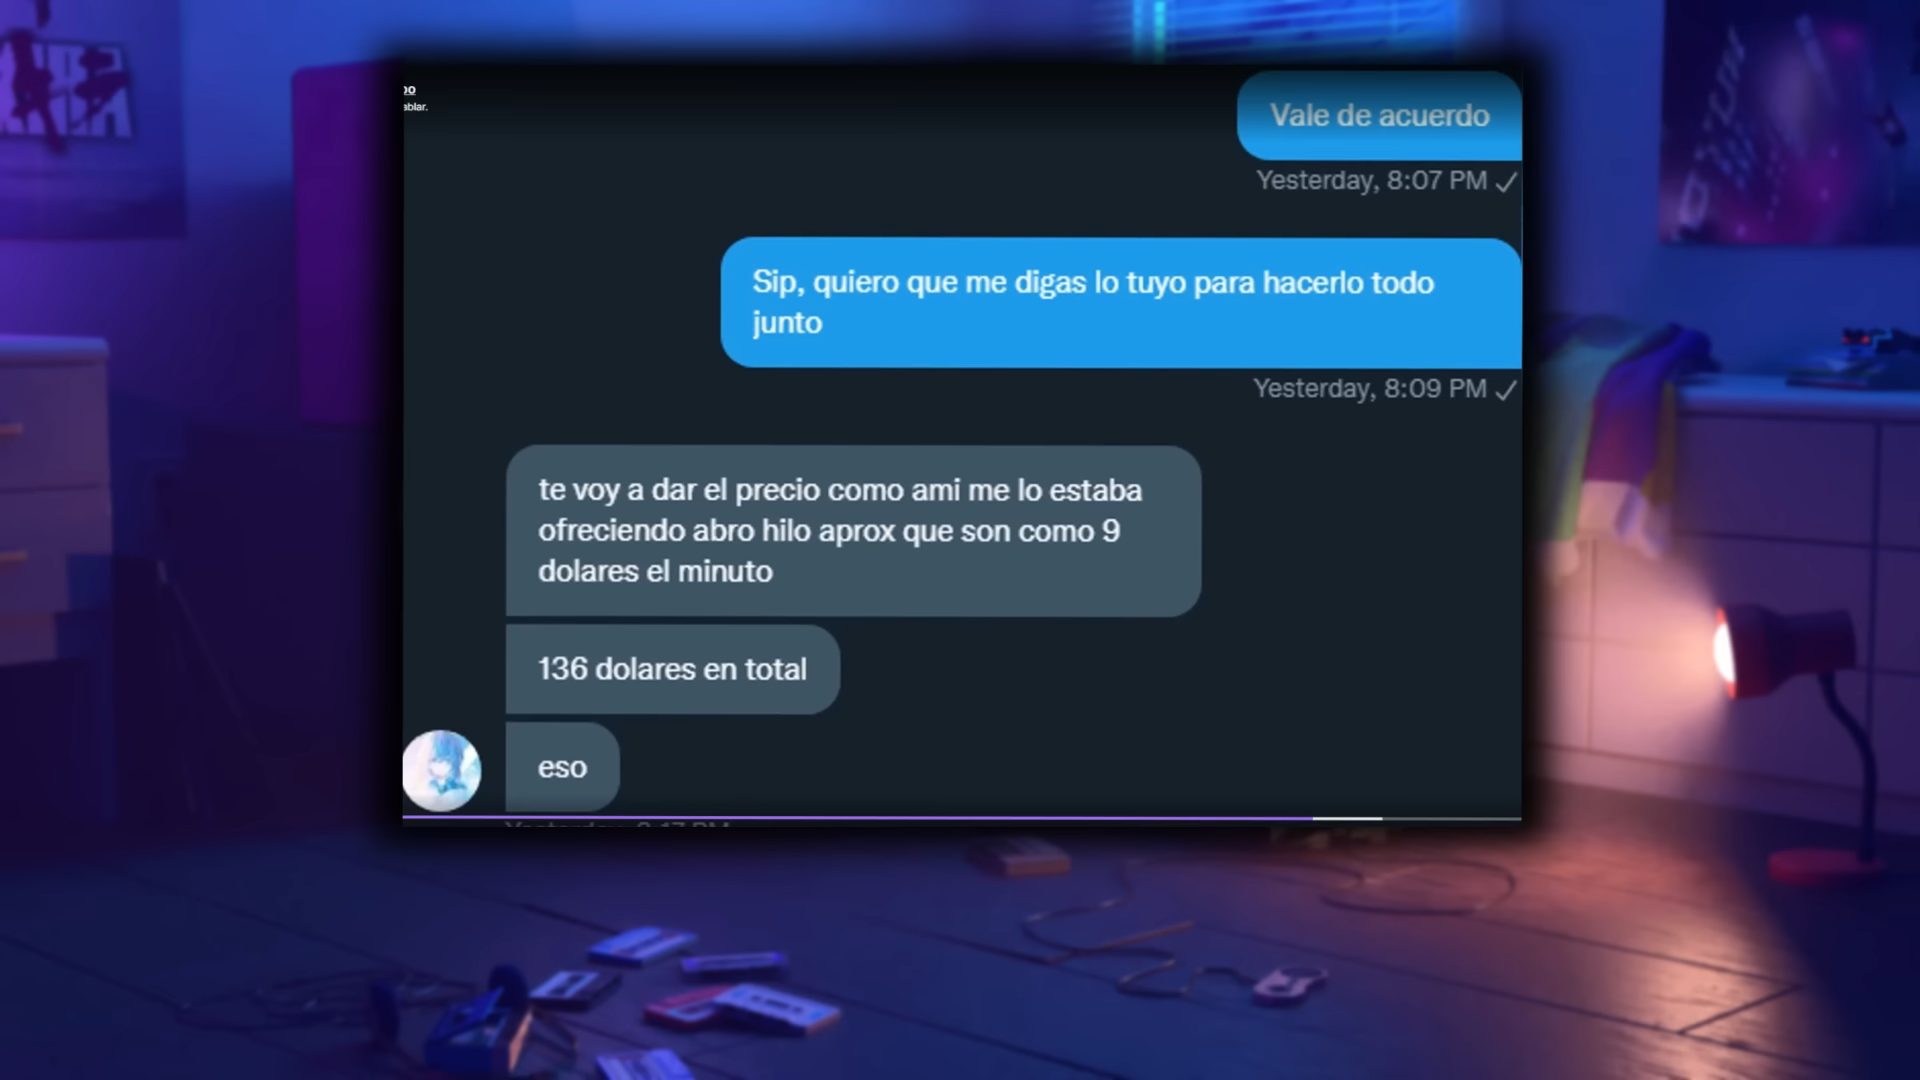 ablar.
Vale de acuerdo
Yesterday, 8:07 PM
Sip, quiero que me digas lo tuyo para hacerlo todo
junto
Yesterday, 8:09 PM
te voy a dar el precio como ami me lo estaba
ofreciendo abro hilo aprox que son como 9
dolares el minuto
136 dolares en total
eso